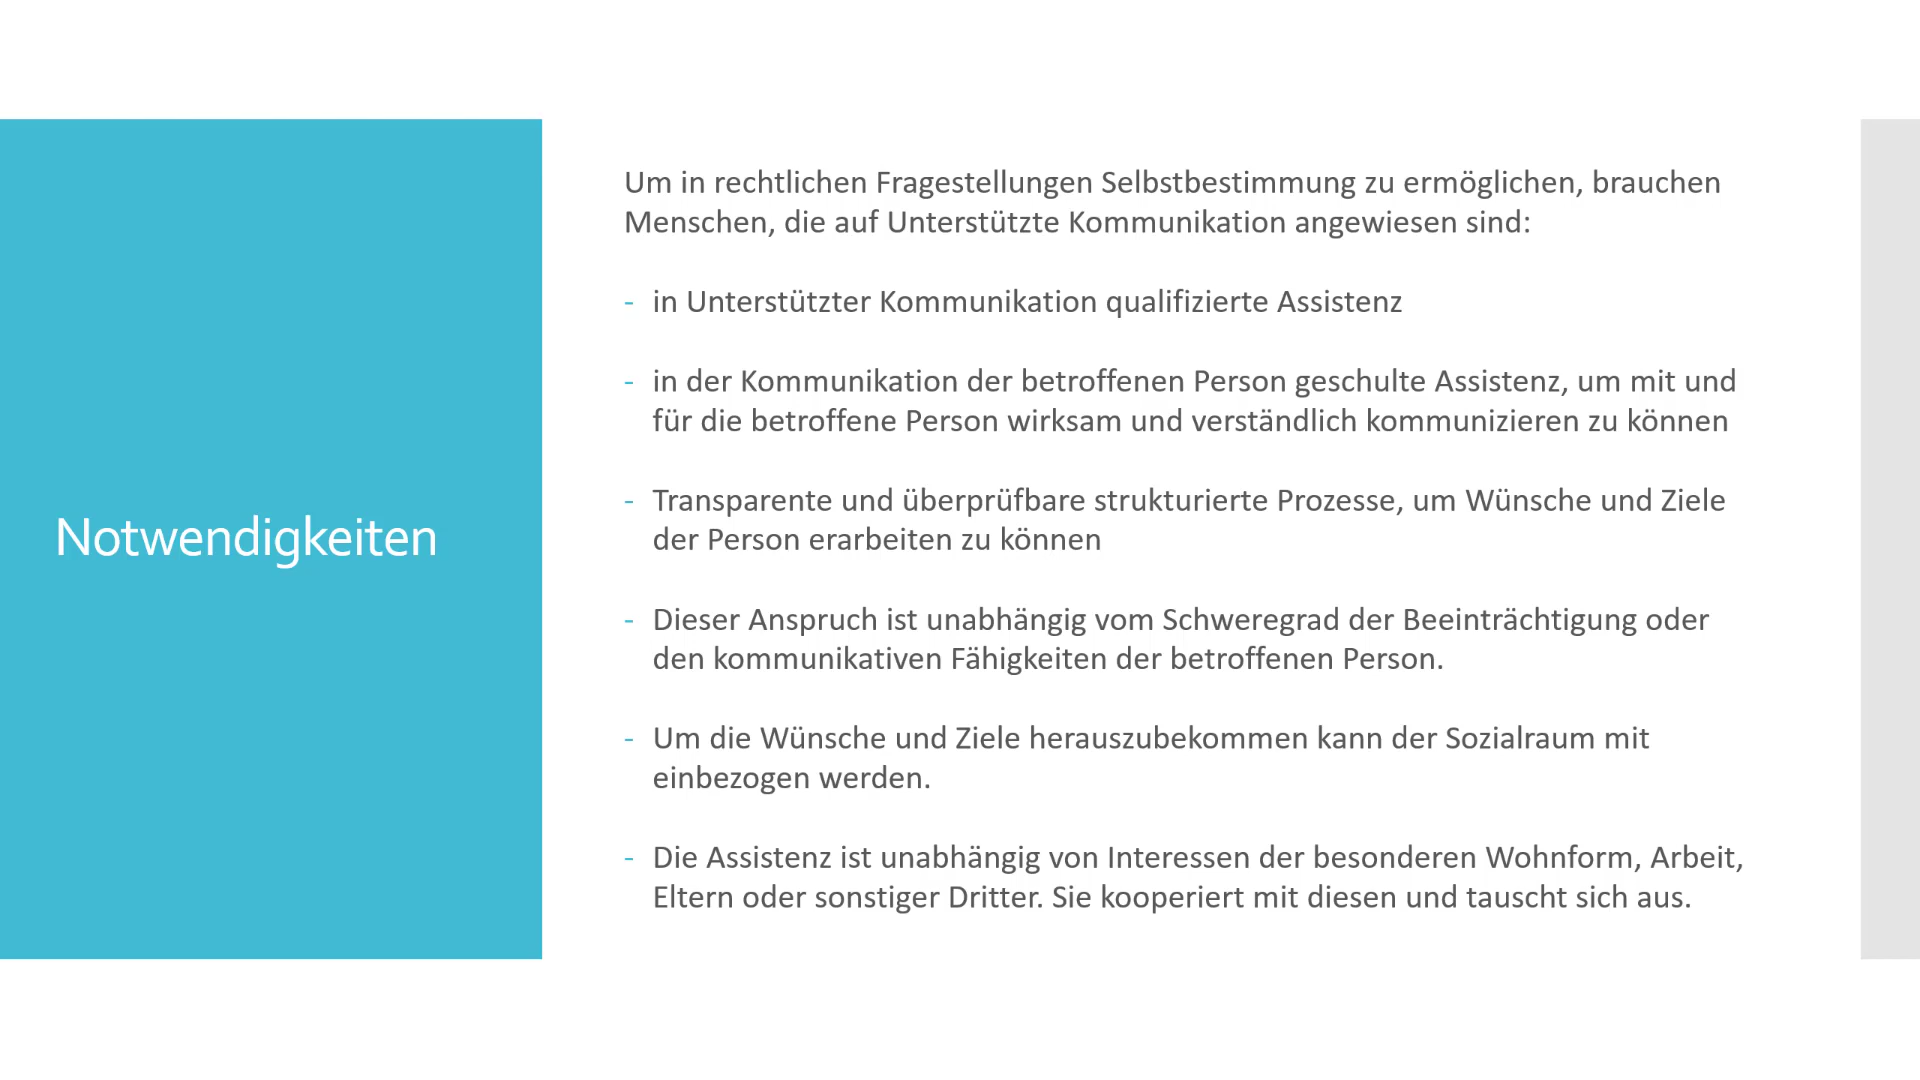 Notwendigkeiten
Um in rechtlichen Fragestellungen Selbstbestimmung zu ermöglichen, brauchen
Menschen, die auf Unterstützte Kommunikation angewiesen sind:
- in Unterstützter Kommunikation qualifizierte Assistenz
- in der Kommunikation der betroffenen Person geschulte Assistenz, um mit und
für die betroffene Person wirksam und verständlich kommunizieren zu können
- Transparente und überprüfbare strukturierte Prozesse, um Wünsche und Ziele
der Person erarbeiten zu können
- Dieser Anspruch ist unabhängig vom Schweregrad der Beeinträchtigung oder
den kommunikativen Fähigkeiten der betroffenen Person.
- Um die Wünsche und Ziele herauszubekommen kann der Sozialraum mit
einbezogen werden.
- Die Assistenz ist unabhängig von Interessen der besonderen Wohnform, Arbeit,
Eltern oder sonstiger Dritter. Sie kooperiert mit diesen und tauscht sich aus.